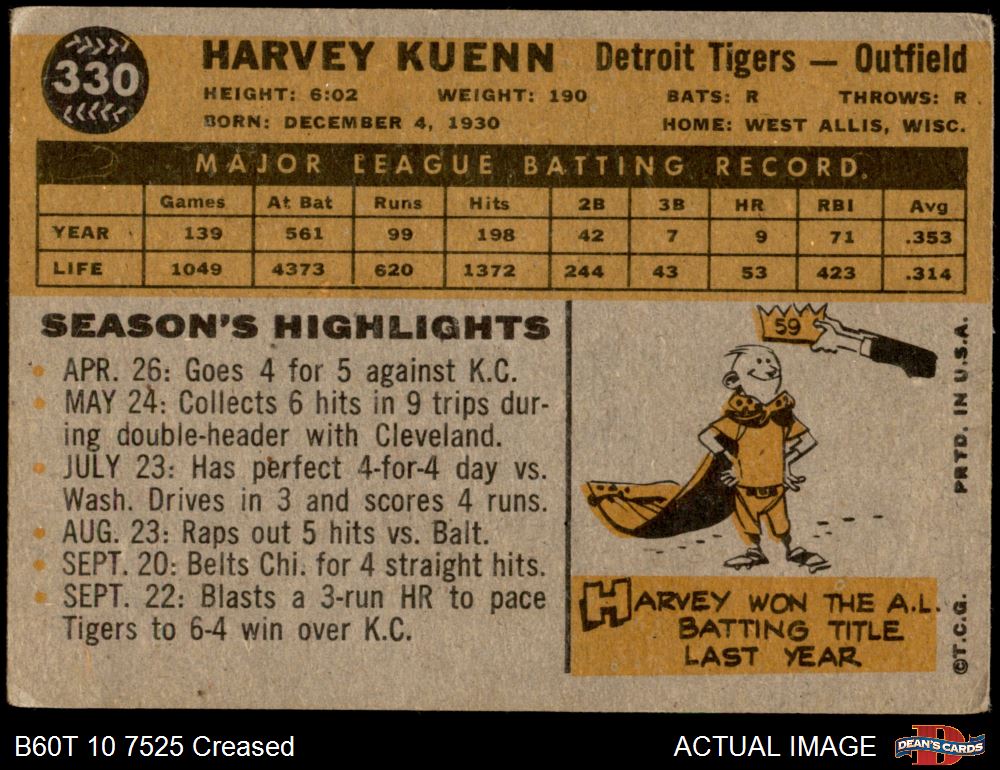 330
HARVEY KUENN Detroit Tigers — Outfield
HEIGHT: 6:02 WEIGHT: 190 BATS: R THROWS: R
BORN: DECEMBER 4, 1930 HOME: WEST ALLIS, WISC.
MAJOR LEAGUE BATTING RECORD
Games At Bat Runs Hits 2B 3B HR RBI Avg
YEAR 139 561 99 198 42 7 9 71 .353
LIFE 1049 4373 620 1372 244 43 53 423 .314
SEASON'S HIGHLIGHTS
• APR. 26: Goes 4 for 5 against K.C.
• MAY 24: Collects 6 hits in 9 trips dur-
ing double-header with Cleveland.
• JULY 23: Has perfect 4-for-4 day vs.
Wash. Drives in 3 and scores 4 runs.
• AUG. 23: Raps out 5 hits vs. Balt.
• SEPT. 20: Belts Chi. for 4 straight hits.
• SEPT. 22: Blasts a 3-run HR to pace
Tigers to 6-4 win over K.C.
59
HARVEY WON THE A.L.
BATTING TITLE
LAST YEAR
©T.C.G. PRTD. IN U.S.A.
B60T 10 7525 Creased ACTUAL IMAGE
D
DEAN'S CARDS